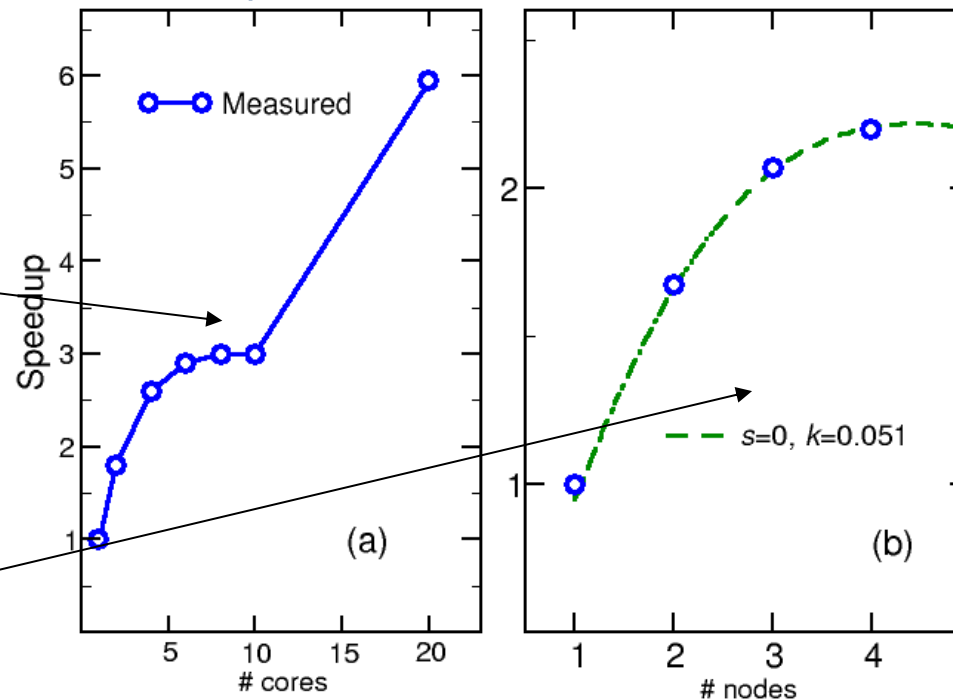 Speedup
6
5
4
3
2
1
Measured
(a)
5 10 15 20
# cores
2
1
s=0, k=0.051
(b)
1 2 3 4
# nodes